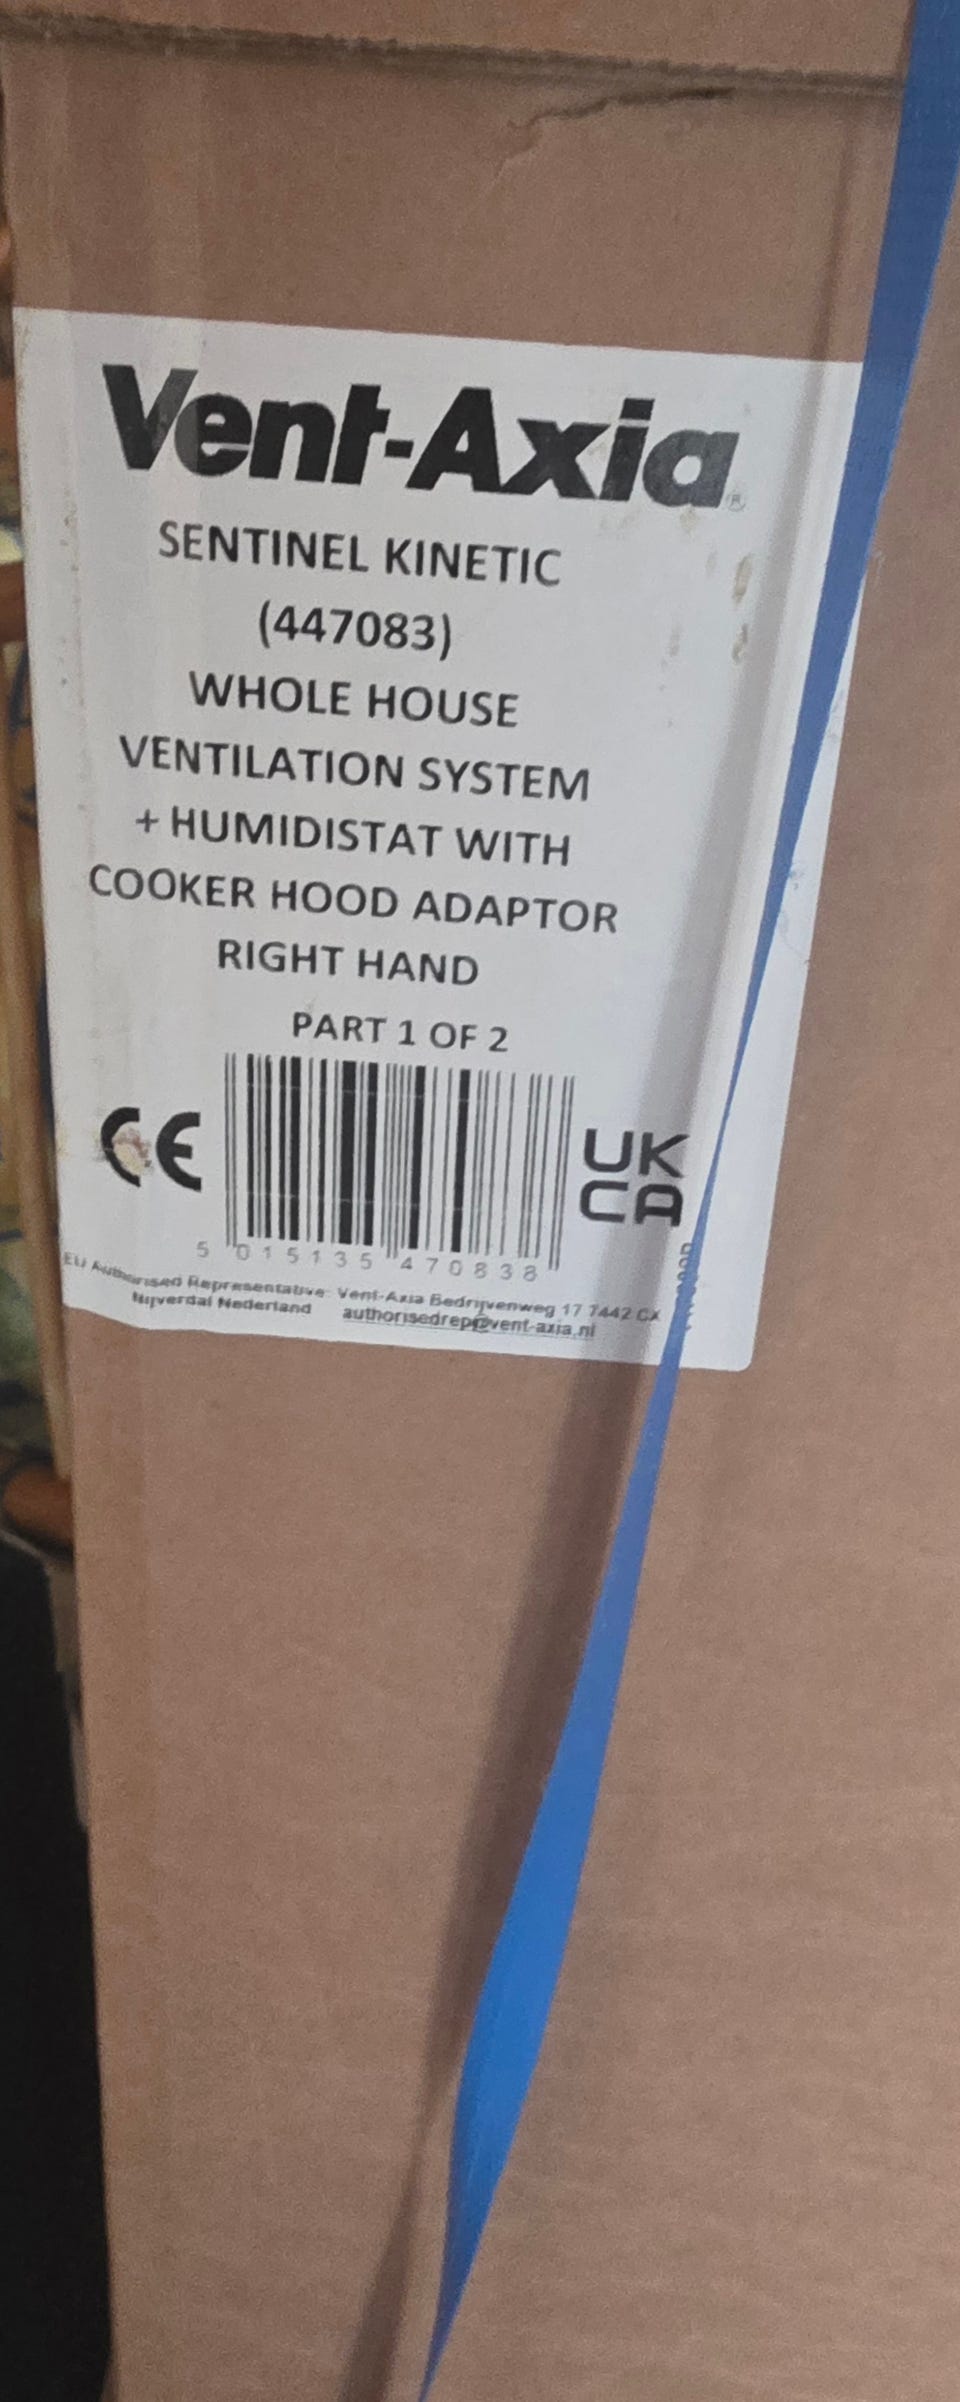 Vent-Axia®
SENTINEL KINETIC
(447083)
WHOLE HOUSE
VENTILATION SYSTEM
+ HUMIDISTAT WITH
COOKER HOOD ADAPTOR
RIGHT HAND
PART 1 OF 2
CE
UK
CA
5 015135 470838
EU Authorised Representative: Vent-Axia Bedrijvenweg 17 7442 CX
Nijverdal Nederland authorisedrep@vent-axia.nl